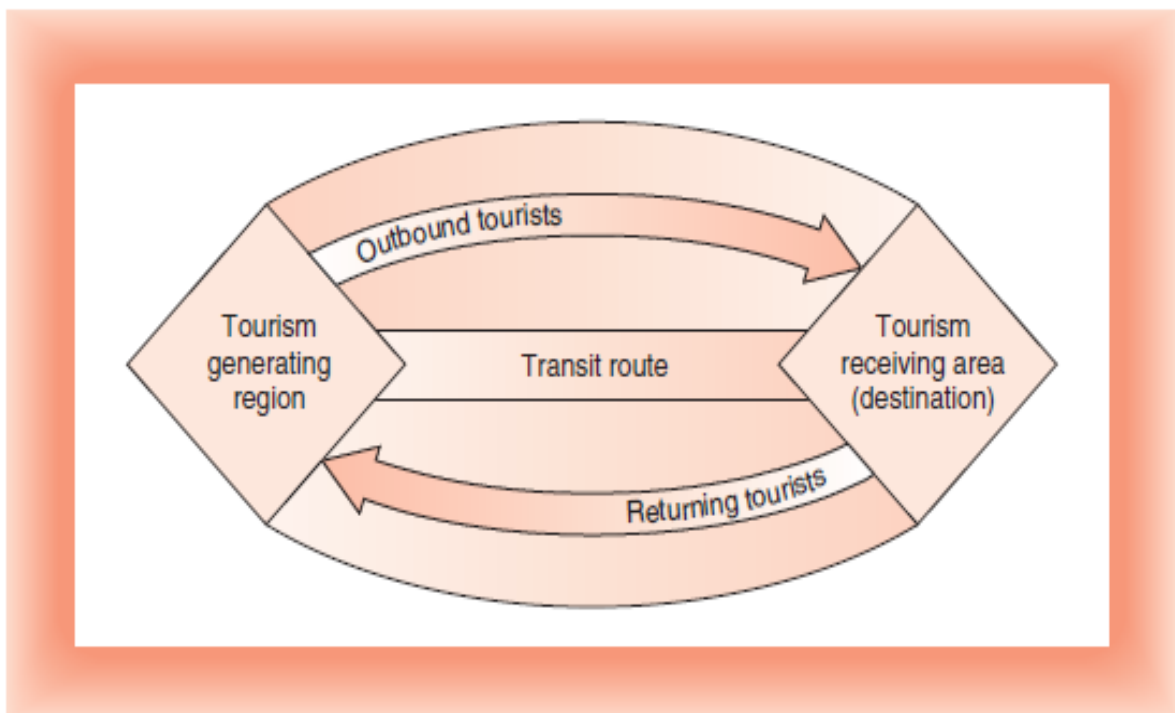 Outbound tourists
Tourism
generating
region
Transit route
Tourism
receiving area
(destination)
Returning tourists